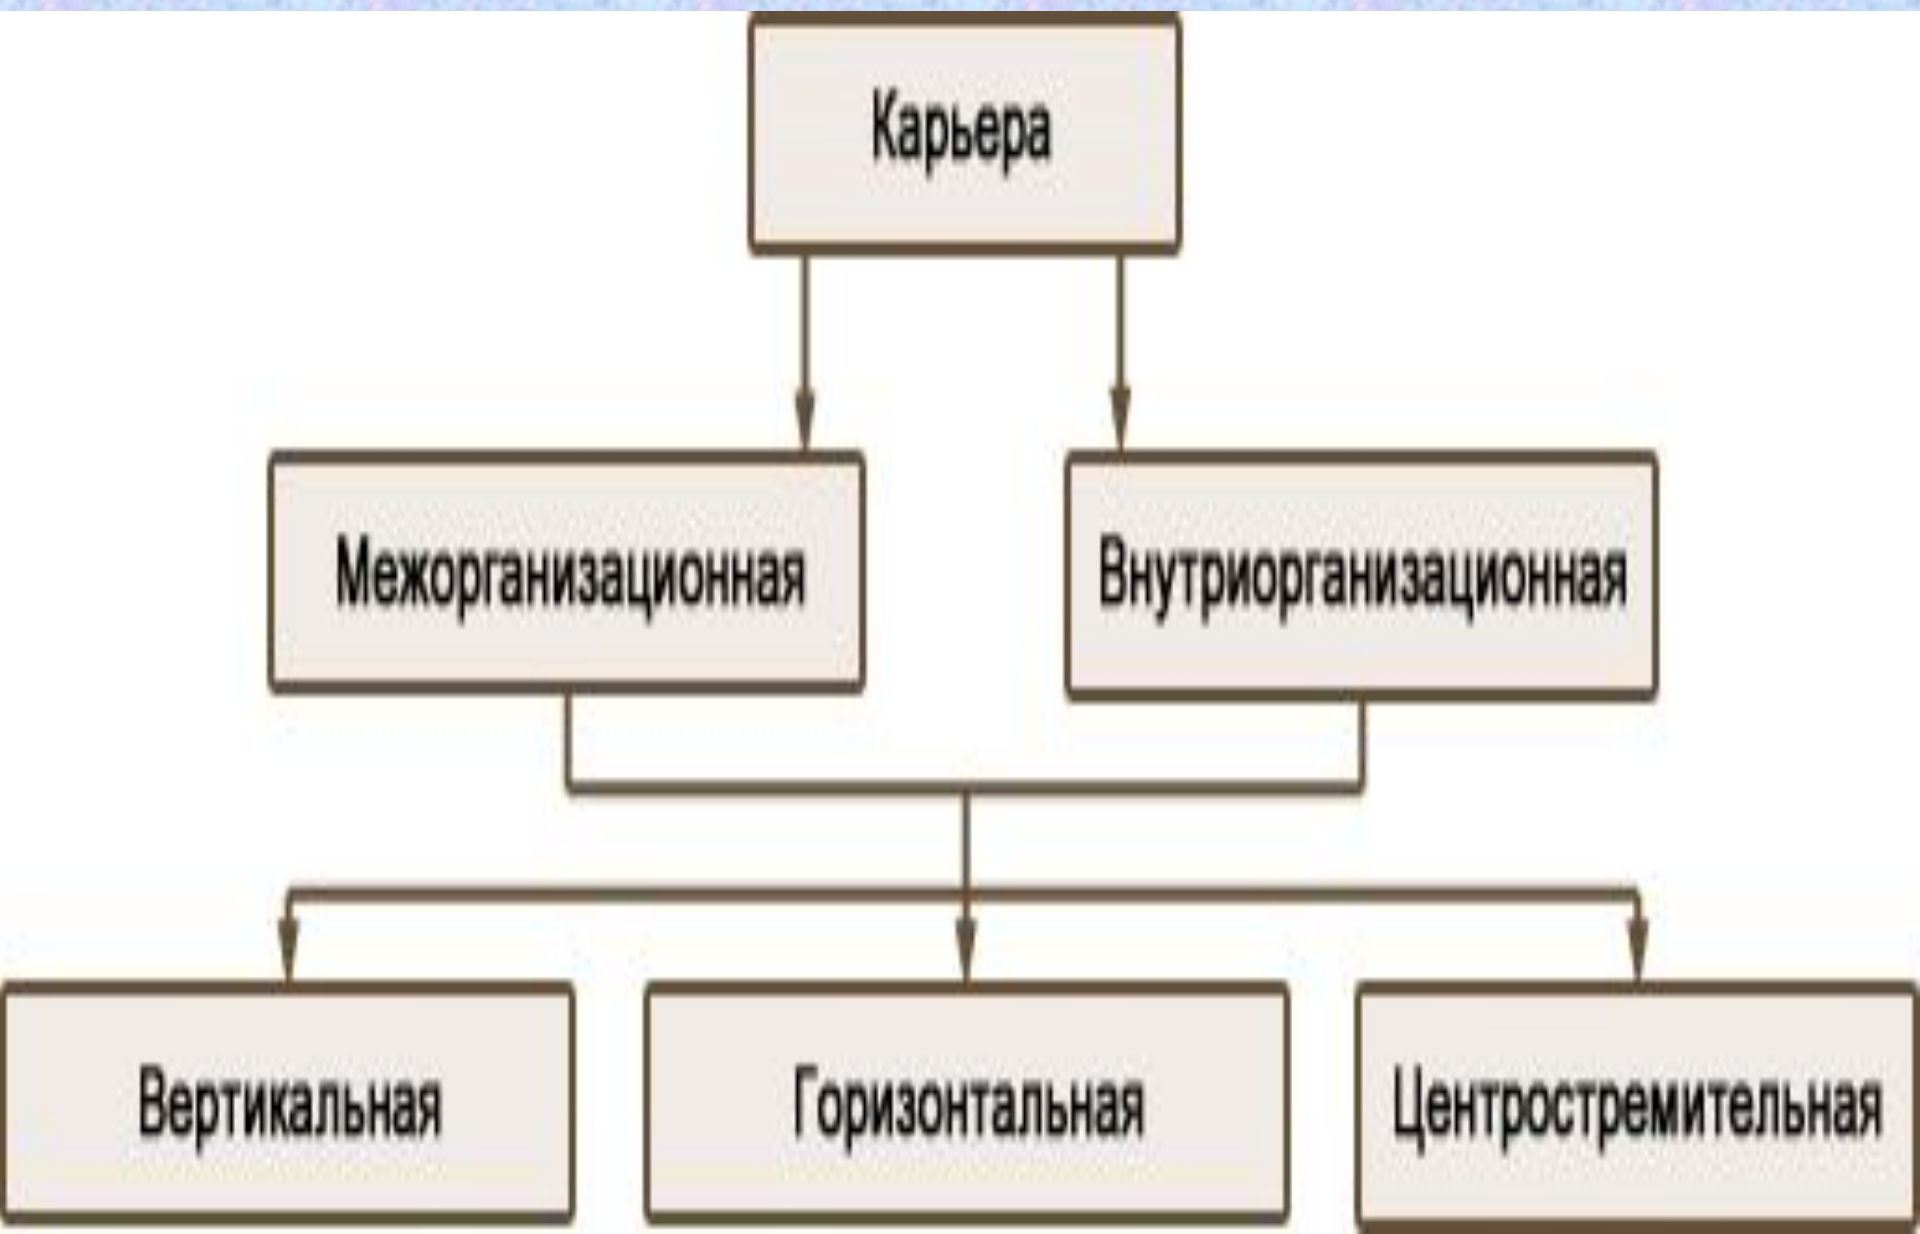 Карьера
Межорганизационная
Внутриорганизационная
Вертикальная
Горизонтальная
Центростремительная